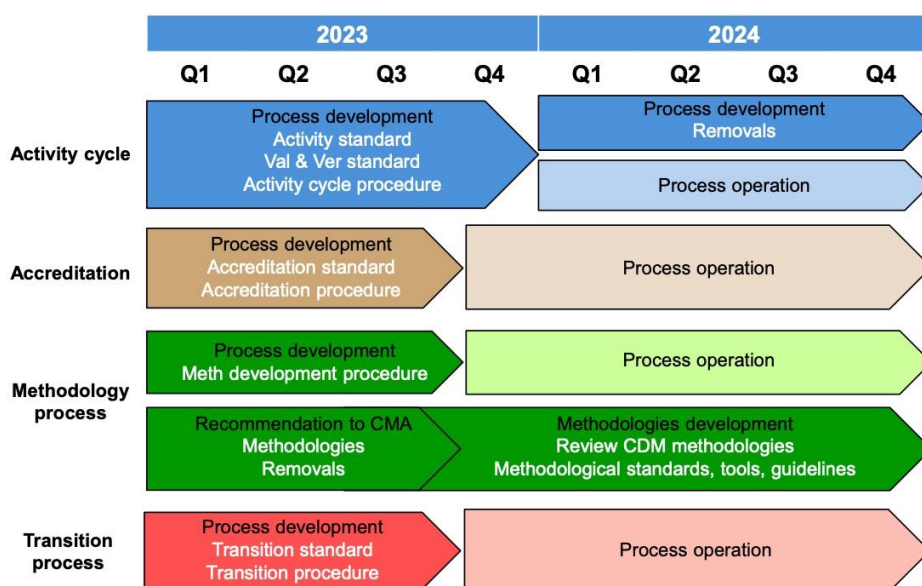 2023
2024
Q1
Q2
Q3
Q4
Q1
Q2
Q3
Q4
Activity cycle
Process development
Activity standard
Val & Ver standard
Activity cycle procedure
Process development
Removals
Process operation
Accreditation
Process development
Accreditation standard
Accreditation procedure
Process operation
Methodology
process
Process development
Meth development procedure
Process operation
Recommendation to CMA
Methodologies
Removals
Methodologies development
Review CDM methodologies
Methodological standards, tools, guidelines
Transition
process
Process development
Transition standard
Transition procedure
Process operation